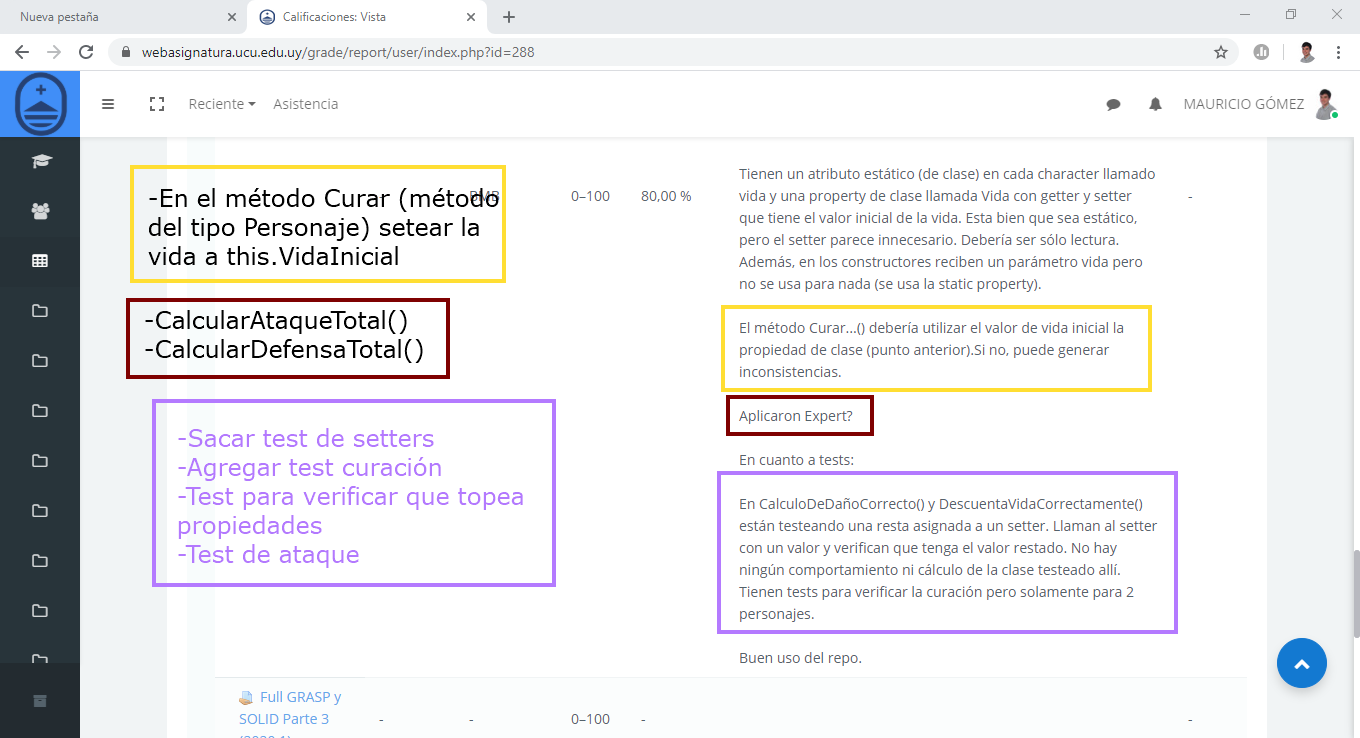 Nueva pestaña
Calificaciones: Vista
webasignatura.ucu.edu.uy/grade/report/user/index.php?id=288
Reciente
Asistencia
MAURICIO GÓMEZ
-En el método Curar (método
del tipo Personaje) setear la
vida a this.VidaInicial
BMB
0–100
80,00 %
Tienen un atributo estático (de clase) en cada character llamado
vida y una property de clase llamada Vida con getter y setter
que tiene el valor inicial de la vida. Esta bien que sea estático,
pero el setter parece innecesario. Debería ser sólo lectura.
Además, en los constructores reciben un parámetro vida pero
no se usa para nada (se usa la static property).
-
-CalcularAtaqueTotal()
-CalcularDefensaTotal()
El método Curar...() debería utilizar el valor de vida inicial la
propiedad de clase (punto anterior).Si no, puede generar
inconsistencias.
Aplicaron Expert?
En cuanto a tests:
-Sacar test de setters
-Agregar test curación
-Test para verificar que topea
propiedades
-Test de ataque
En CalculoDeDañoCorrecto() y DescuentaVidaCorrectamente()
están testeando una resta asignada a un setter. Llaman al setter
con un valor y verifican que tenga el valor restado. No hay
ningún comportamiento ni cálculo de la clase testeado allí.
Tienen tests para verificar la curación pero solamente para 2
personajes.
Buen uso del repo.
Full GRASP y
SOLID Parte 3
(2020 1)
-
-
0–100
-
-